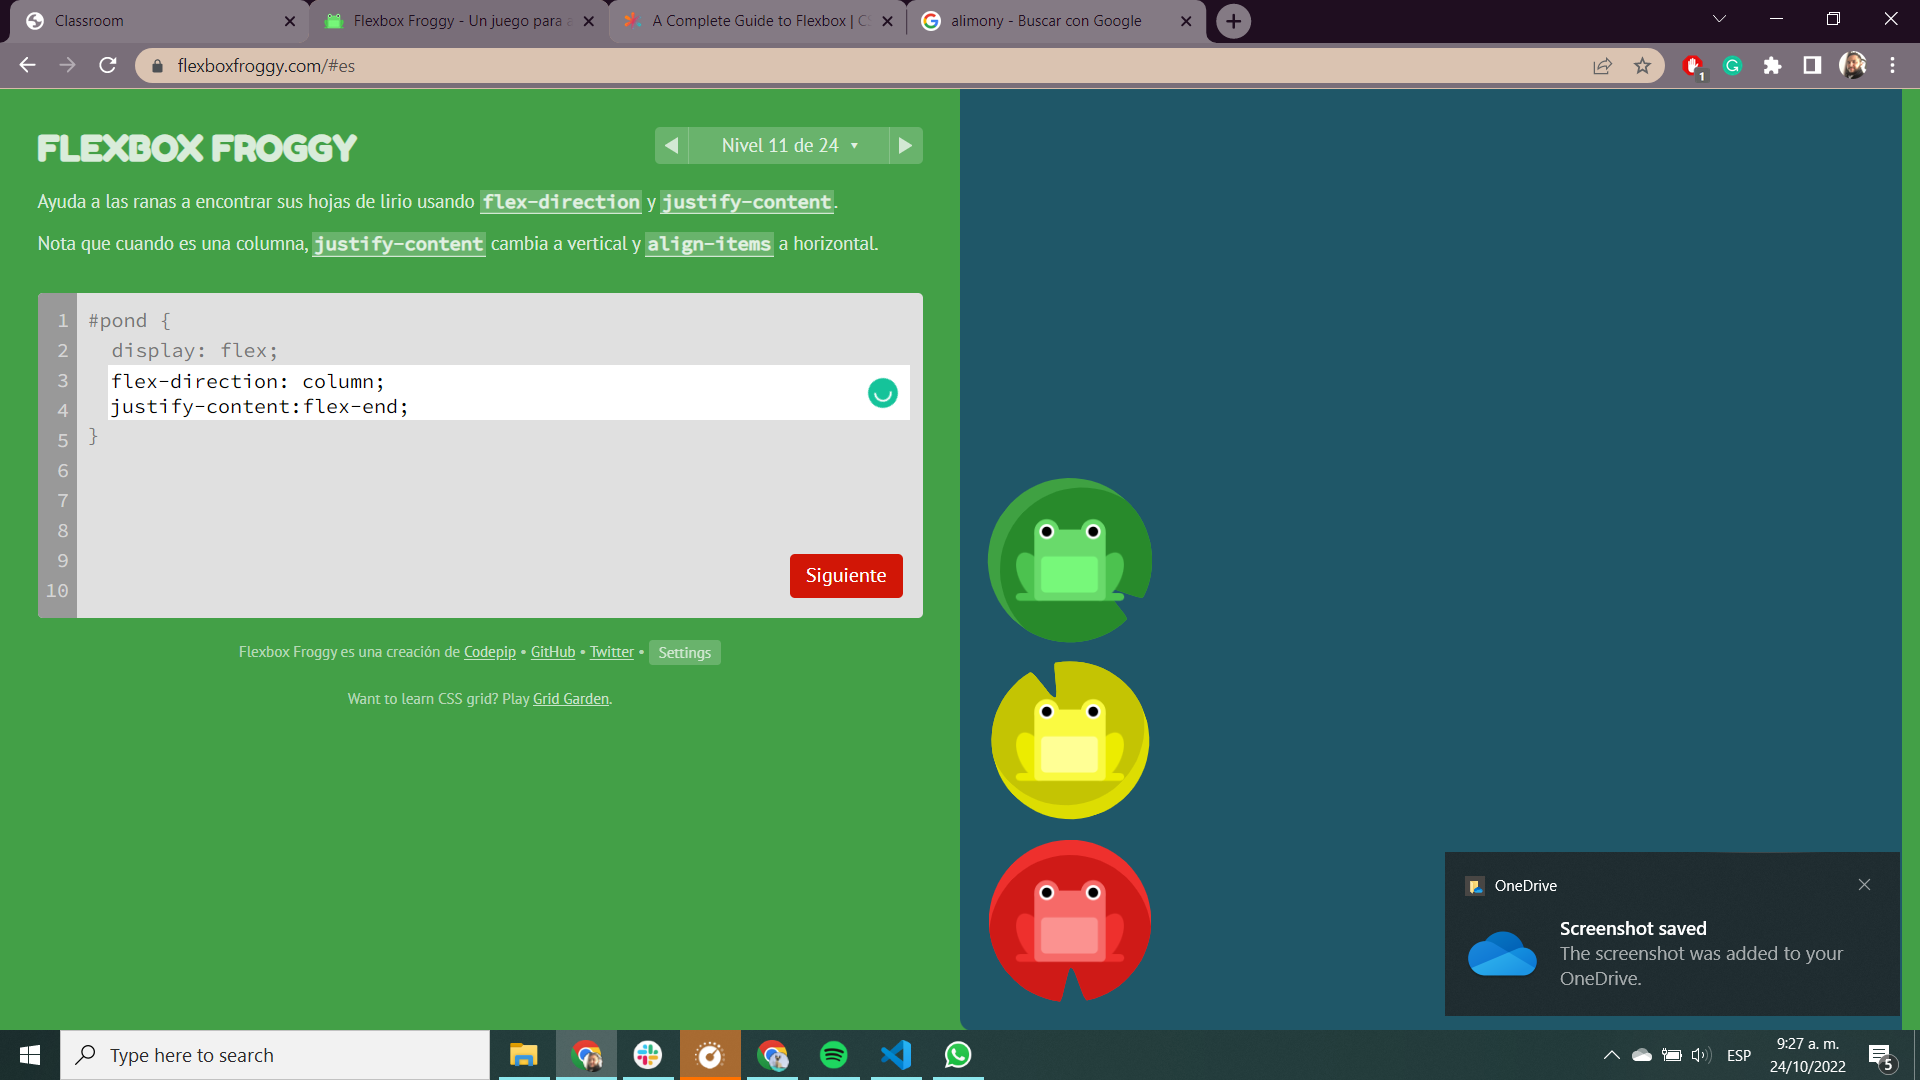 Classroom
Flexbox Froggy - Un juego para a
A Complete Guide to Flexbox | CS
alimony - Buscar con Google
flexboxfroggy.com/#es
1
FLEXBOX FROGGY
Nivel 11 de 24
Ayuda a las ranas a encontrar sus hojas de lirio usando flex-direction y justify-content.
Nota que cuando es una columna, justify-content cambia a vertical y align-items a horizontal.
1 #pond {
2 display: flex;
3 flex-direction: column;
4 justify-content:flex-end;
5 }
6
7
8
9
10
Siguiente
Flexbox Froggy es una creación de Codepip • GitHub • Twitter • Settings
Want to learn CSS grid? Play Grid Garden.
OneDrive
Screenshot saved
The screenshot was added to your
OneDrive.
Type here to search
ESP
9:27 a. m.
24/10/2022
5